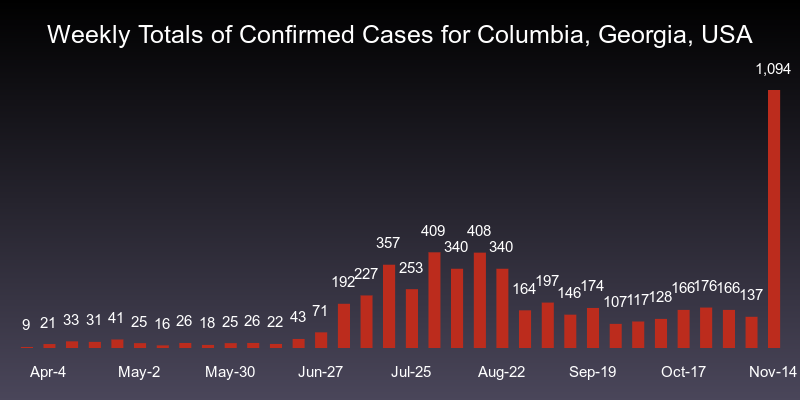 Weekly Totals of Confirmed Cases for Columbia, Georgia, USA
1,094
409 408
357 340 340
253
192 227
164 197 146 174 107 117 128 166 176 166 137
9 21 33 31 41 25 16 26 18 25 26 22 43 71
Apr-4 May-2 May-30 Jun-27 Jul-25 Aug-22 Sep-19 Oct-17 Nov-14